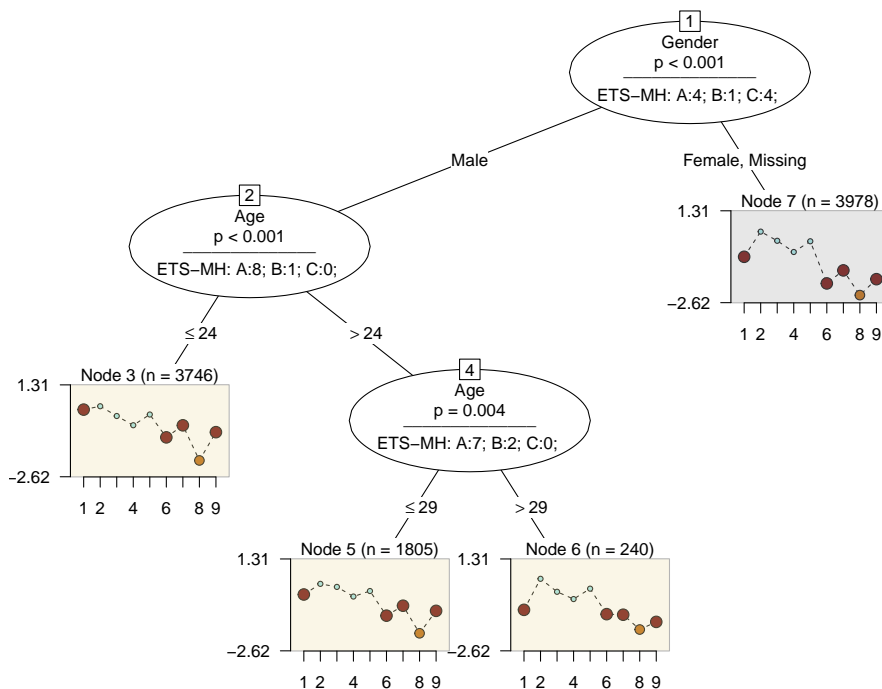 1
Gender
p < 0.001
ETS−MH: A:4; B:1; C:4;
Male
Female, Missing
2
Age
p < 0.001
ETS−MH: A:8; B:1; C:0;
Node 7 (n = 3978)
1.31
−2.62
1 2 4 6 8 9
≤ 24
> 24
Node 3 (n = 3746)
1.31
−2.62
1 2 4 6 8 9
4
Age
p = 0.004
ETS−MH: A:7; B:2; C:0;
≤ 29
> 29
Node 5 (n = 1805)
1.31
−2.62
1 2 4 6 8 9
Node 6 (n = 240)
1.31
−2.62
1 2 4 6 8 9